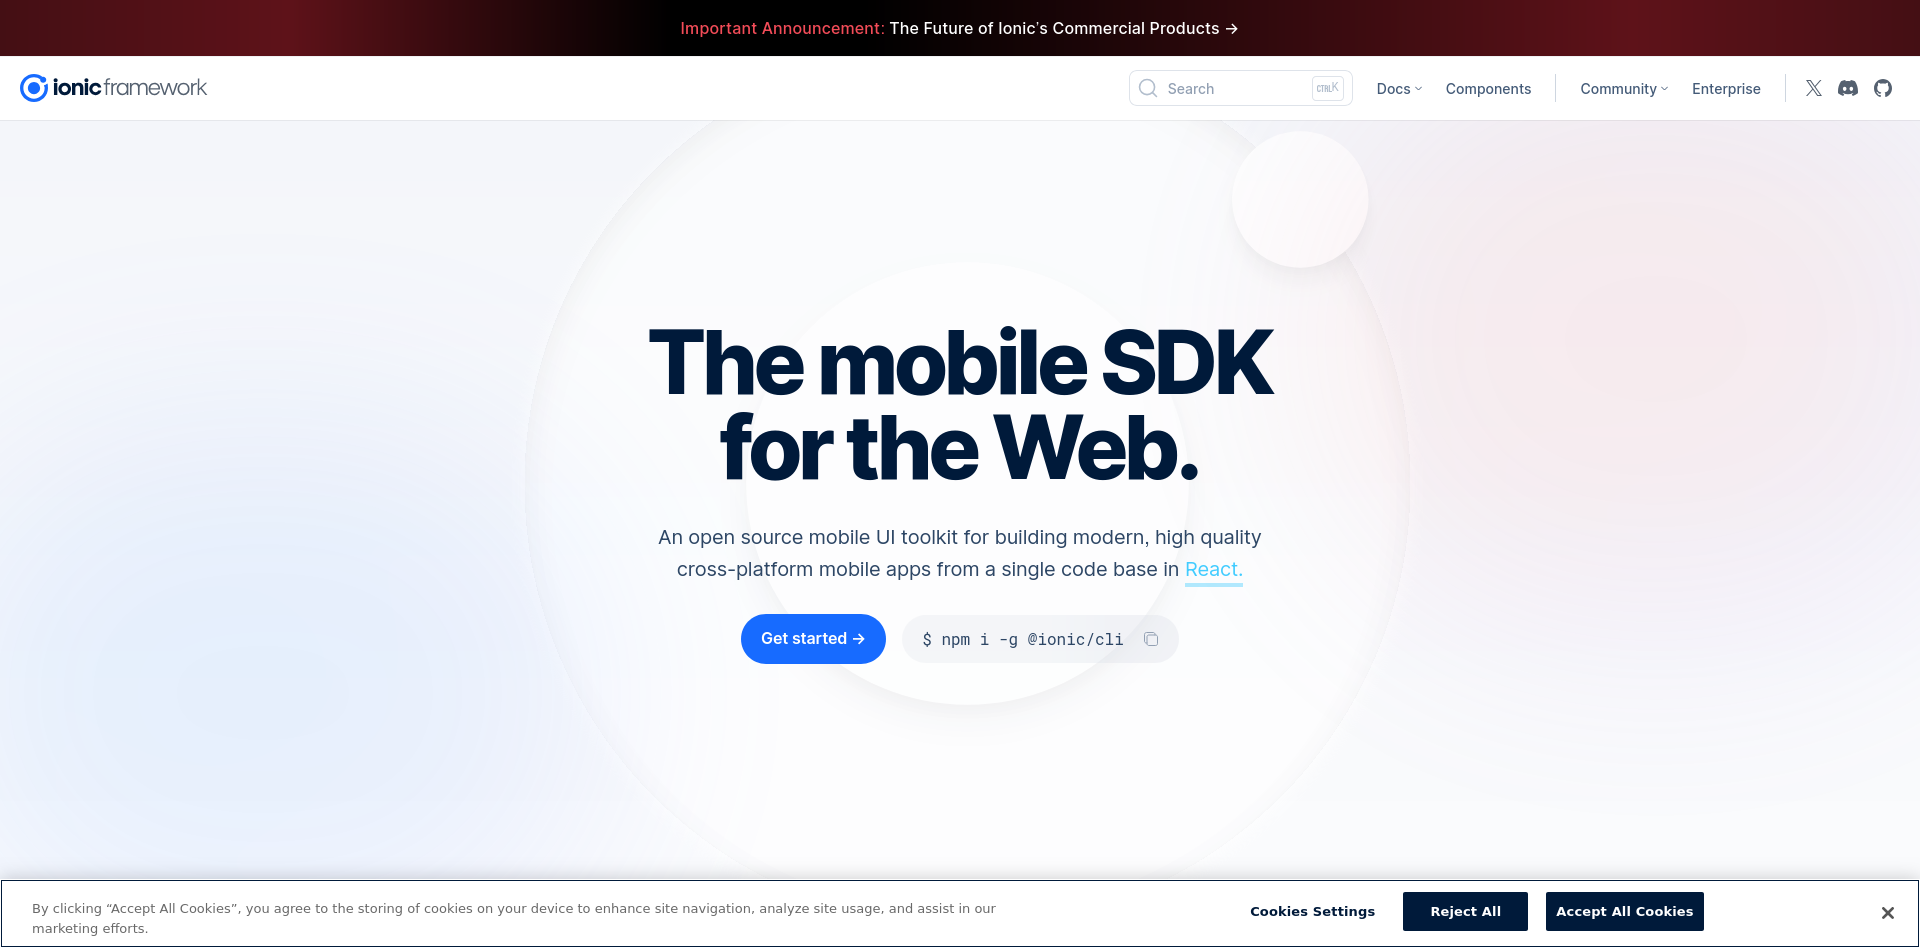 Important Announcement: The Future of Ionic's Commercial Products →
ionic framework
Search
CTRL K
Docs
Components
Community
Enterprise
The mobile SDK
for the Web.
An open source mobile UI toolkit for building modern, high quality
cross-platform mobile apps from a single code base in React.
Get started →
$ npm i -g @ionic/cli
By clicking “Accept All Cookies”, you agree to the storing of cookies on your device to enhance site navigation, analyze site usage, and assist in our
marketing efforts.
Cookies Settings
Reject All
Accept All Cookies